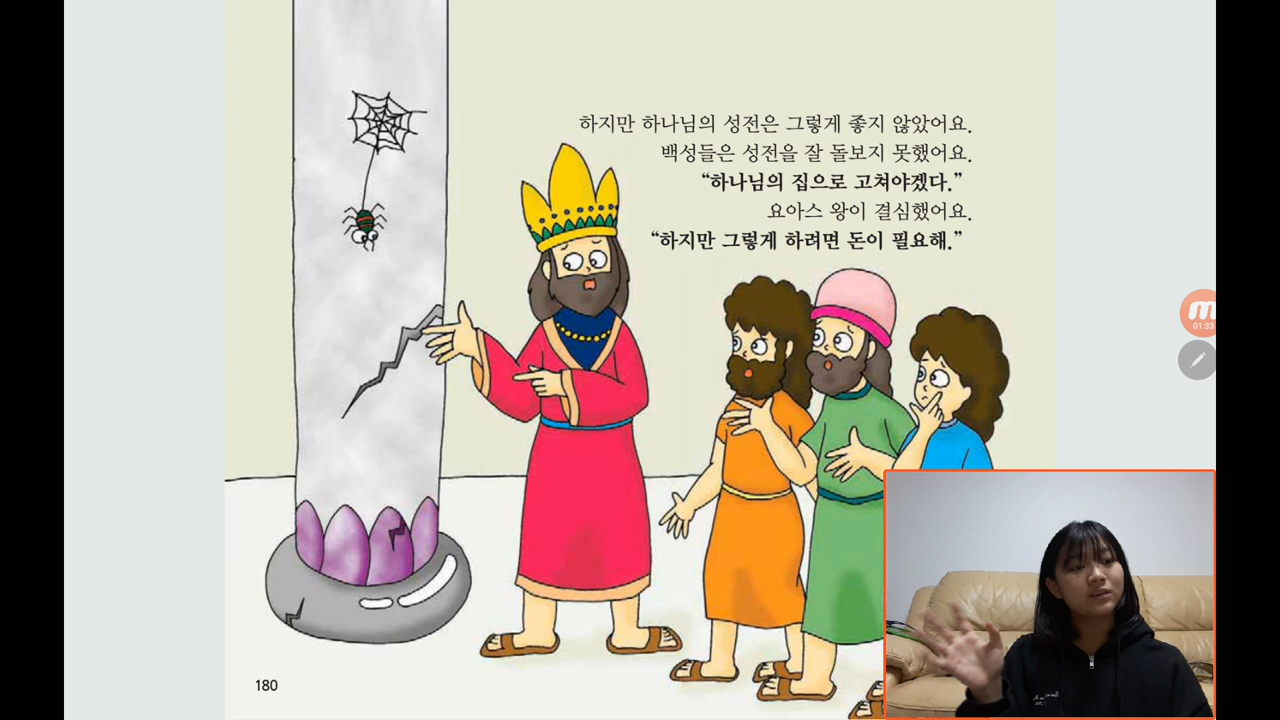 하지만 하나님의 성전은 그렇게 좋지 않았어요.
백성들은 성전을 잘 돌보지 못했어요.
“하나님의 집으로 고쳐야겠다.”
요아스 왕이 결심했어요.
“하지만 그렇게 하려면 돈이 필요해.”
01:33
180